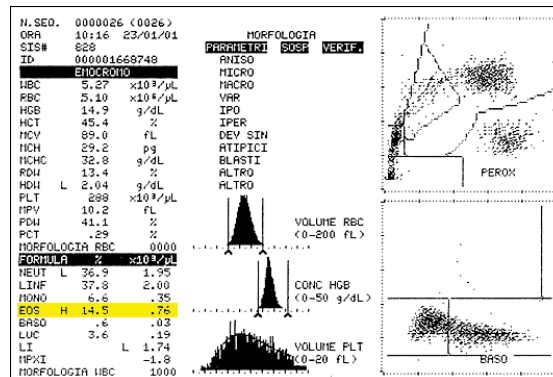 N.SEQ. 0000026 (0026)
ORA 10:16 23/01/01
SIS# 828
ID 000001668748
EMOCROMO
WBC 5.27 x10³/µL
RBC 5.10 x10⁶/µL
HGB 14.9 g/dL
HCT 45.4 %
MCV 89.0 fL
MCH 29.2 pg
MCHC 32.8 g/dL
RDW 13.4 %
HDW L 2.04 g/dL
PLT 288 x10³/µL
MPV 10.2 fL
PDW 41.1 %
PCT .29 %
MORFOLOGIA RBC 0000
FORMULA % x10³/µL
NEUT L 36.9 1.95
LINF 37.8 2.00
MONO 6.6 .35
EOS H 14.5 .76
BASO .6 .03
LUC 3.6 .19
LI L 1.74
MPXI -1.8
MORFOLOGIA WBC 1000
MORFOLOGIA
PARAMETRI SOSP VERIF.
ANISO
MICRO
MACRO
VAR
IPO
IPER
DEV SIN
ATIPICI
BLASTI
ALTRO
ALTRO
VOLUME RBC
(0-200 fL)
CONC HGB
(0-50 g/dL)
VOLUME PLT
(0-20 fL)
PEROX
BASO